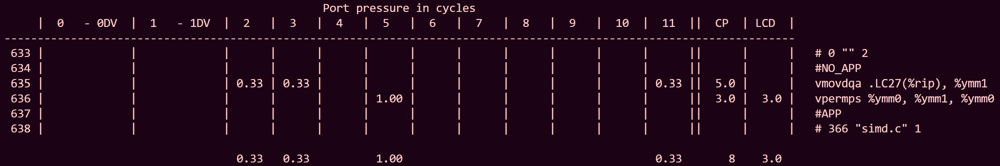 Port pressure in cycles
| 0 - 0DV | 1 - 1DV | 2 | 3 | 4 | 5 | 6 | 7 | 8 | 9 | 10 | 11 || CP | LCD |
--------------------------------------------------------------------------------------------------------------------------
633 | | | | | | | | | | | | || | | # 0 "" 2
634 | | | | | | | | | | | | || | | #NO_APP
635 | | | 0.33 | 0.33 | | | | | | | | 0.33 || 5.0 | | vmovdqa .LC27(%rip), %ymm1
636 | | | | | | 1.00 | | | | | | || 3.0 | 3.0 | vpermps %ymm0, %ymm1, %ymm0
637 | | | | | | | | | | | | || | | #APP
638 | | | | | | | | | | | | || | | # 366 "simd.c" 1
0.33 0.33 1.00 0.33 8 3.0